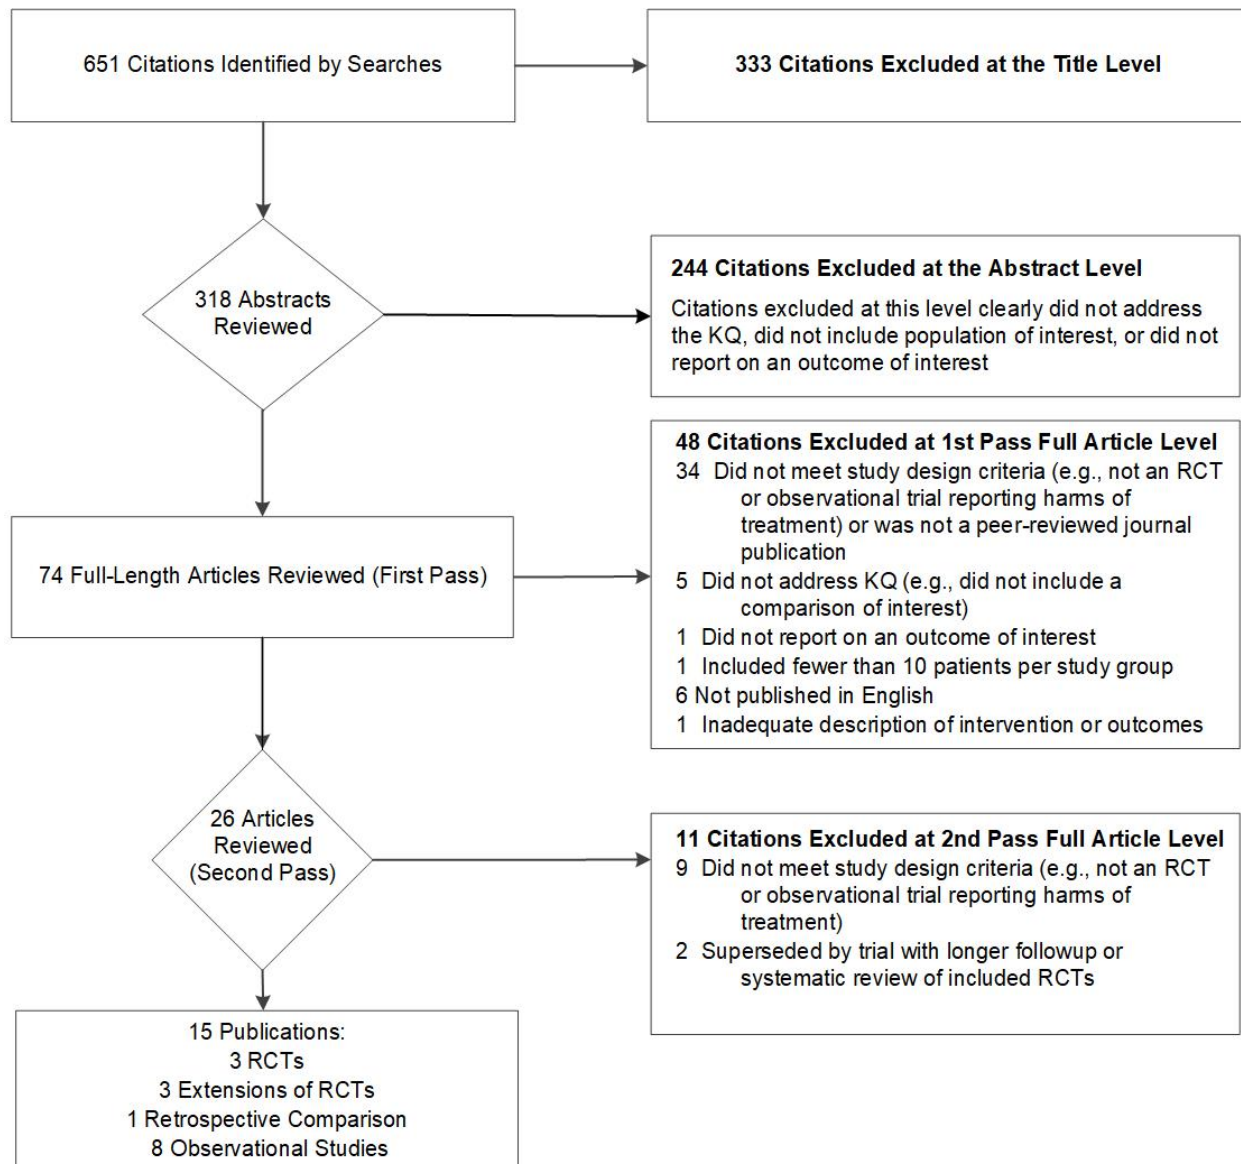 651 Citations Identified by Searches
333 Citations Excluded at the Title Level
318 Abstracts
Reviewed
244 Citations Excluded at the Abstract Level
Citations excluded at this level clearly did not address
the KQ, did not include population of interest, or did not
report on an outcome of interest
74 Full-Length Articles Reviewed (First Pass)
48 Citations Excluded at 1st Pass Full Article Level
34 Did not meet study design criteria (e.g., not an RCT
or observational trial reporting harms of
treatment) or was not a peer-reviewed journal
publication
5 Did not address KQ (e.g., did not include a
comparison of interest)
1 Did not report on an outcome of interest
1 Included fewer than 10 patients per study group
6 Not published in English
1 Inadequate description of intervention or outcomes
26 Articles
Reviewed
(Second Pass)
11 Citations Excluded at 2nd Pass Full Article Level
9 Did not meet study design criteria (e.g., not an RCT
or observational trial reporting harms of
treatment)
2 Superseded by trial with longer followup or
systematic review of included RCTs
15 Publications:
3 RCTs
3 Extensions of RCTs
1 Retrospective Comparison
8 Observational Studies